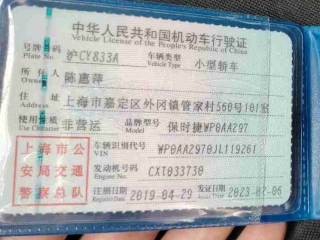 中华人民共和国机动车行驶证
Vehicle License of the People's Republic of China
号牌号码 沪CY833A 车辆类型 小型轿车
Plate No. Vehicle Type
所有人 陈惠萍
Owner
住址 上海市嘉定区外冈镇管家村560号101室
Address
使用性质 非营运 品牌型号 保时捷WP0AA297
Use Character Model
上海市公 车辆识别代号 WP0AA2970JL119261
VIN
安局交通 发动机号码 CXT033730
Engine No.
警察总队 注册日期 2019-04-29 发证日期 2023-02-06
Register Date Issue Date